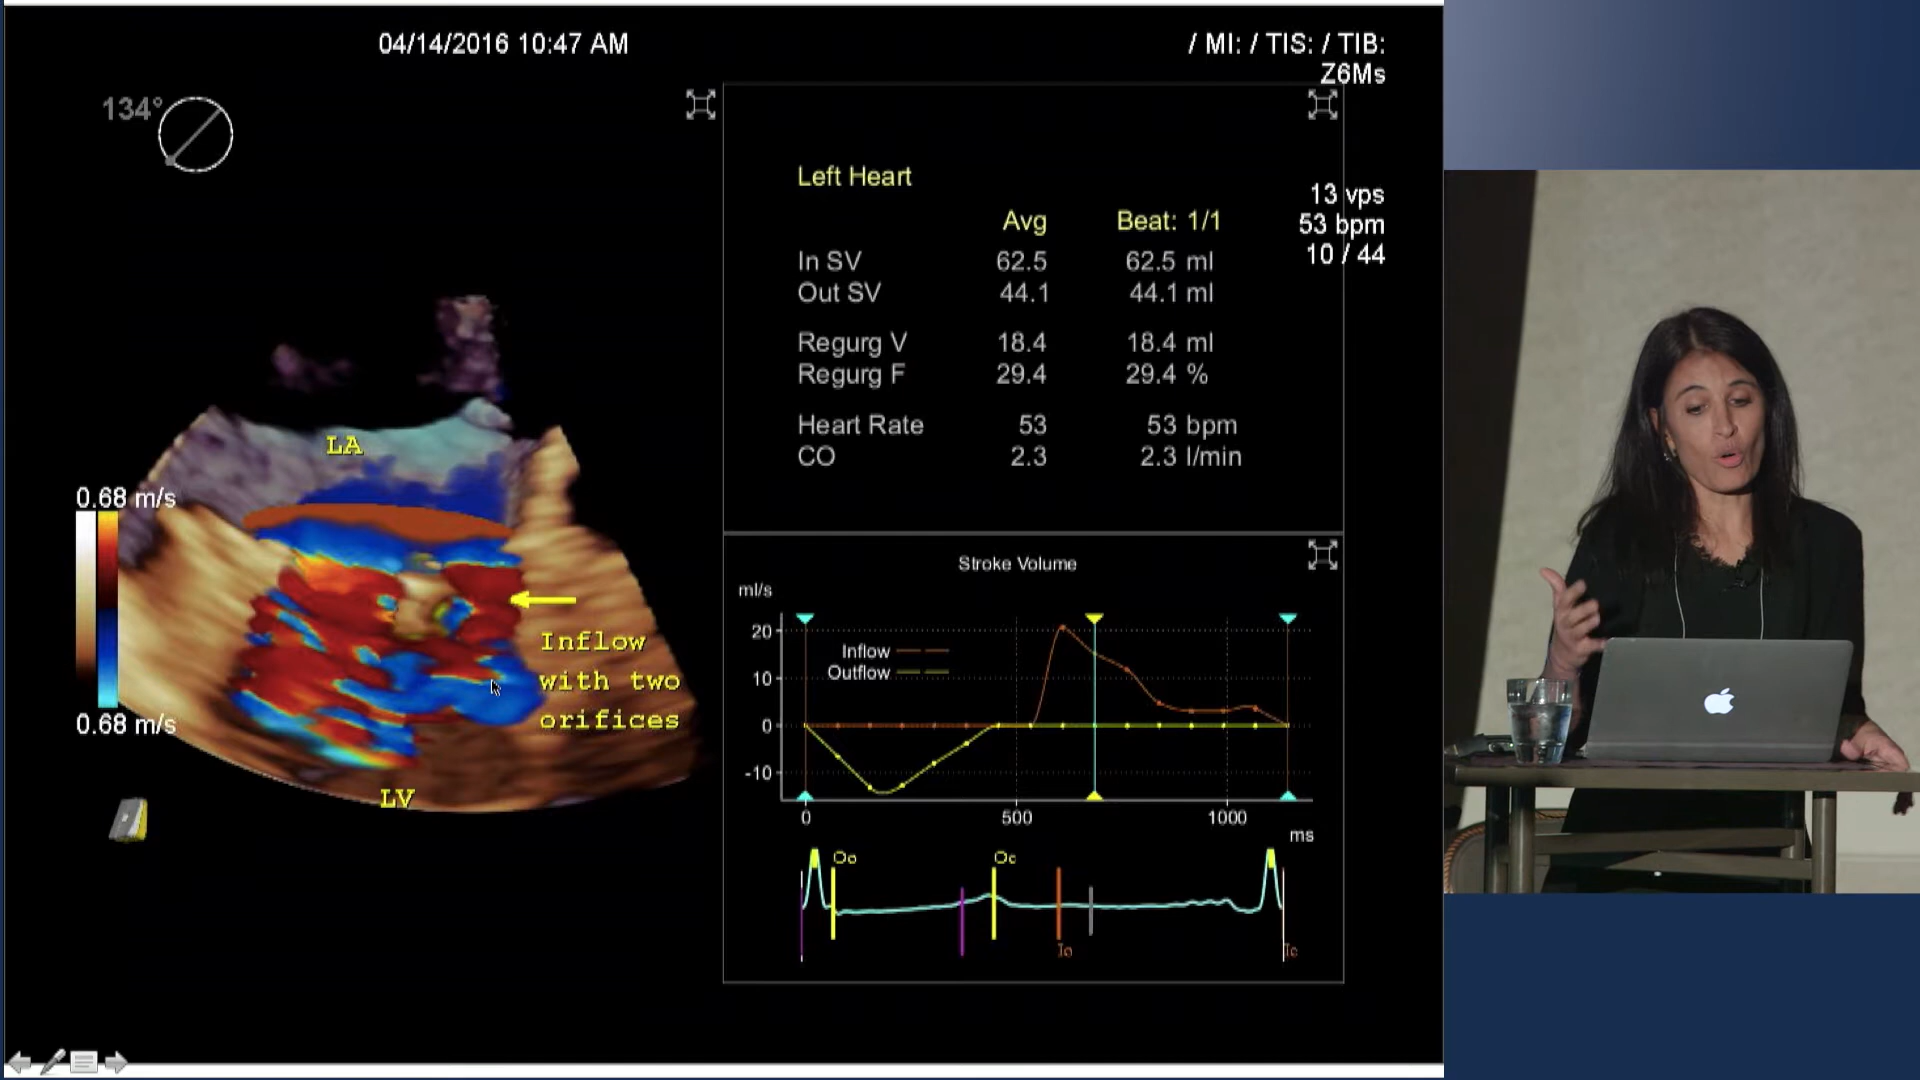 04/14/2016 10:47 AM
/ MI: / TIS: / TIB:
Z6Ms
134°
13 vps
53 bpm
10 / 44
Left Heart
Avg Beat: 1/1
In SV 62.5 62.5 ml
Out SV 44.1 44.1 ml
Regurg V 18.4 18.4 ml
Regurg F 29.4 29.4 %
Heart Rate 53 53 bpm
CO 2.3 2.3 l/min
LA
0.68 m/s
Inflow
with two
orifices
0.68 m/s
LV
Stroke Volume
ml/s
20
10
0
-10
Inflow
Outflow
0 500 1000
ms
Oo Oc
Io Ic